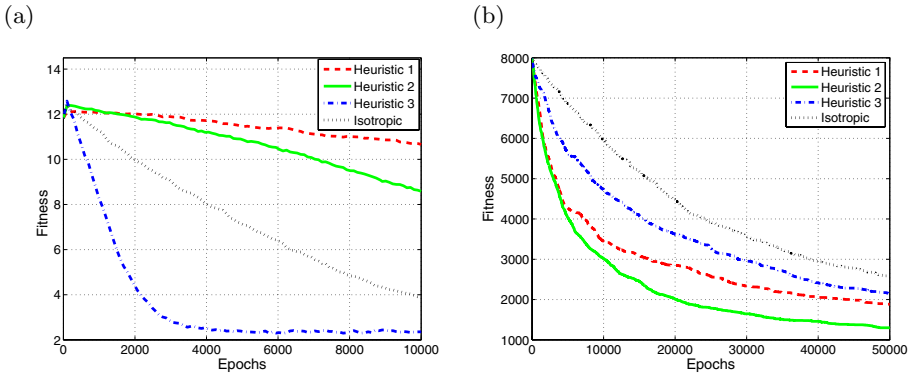 (a)
14
12
10
8
6
4
2
Fitness
0
2000
4000
6000
8000
10000
Epochs
Heuristic 1
Heuristic 2
Heuristic 3
Isotropic
(b)
8000
7000
6000
5000
4000
3000
2000
1000
Fitness
0
10000
20000
30000
40000
50000
Epochs
Heuristic 1
Heuristic 2
Heuristic 3
Isotropic